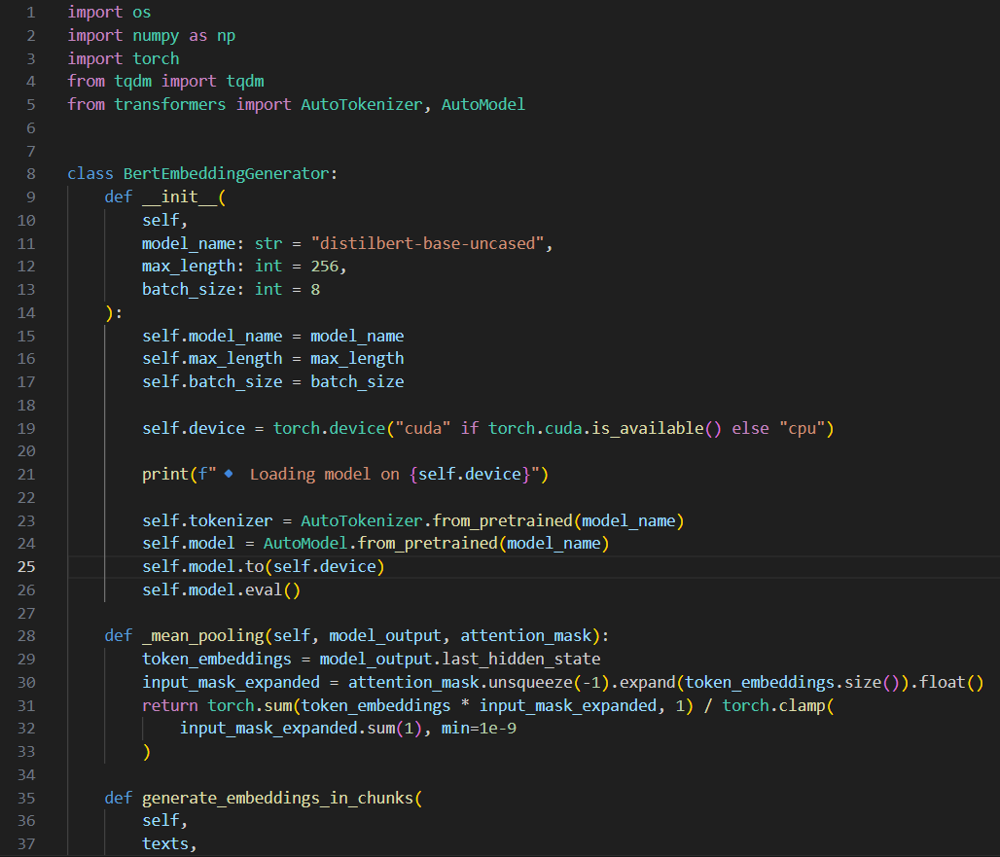 1 import os
2 import numpy as np
3 import torch
4 from tqdm import tqdm
5 from transformers import AutoTokenizer, AutoModel
6
7
8 class BertEmbeddingGenerator:
9     def __init__(
10         self,
11         model_name: str = "distilbert-base-uncased",
12         max_length: int = 256,
13         batch_size: int = 8
14     ):
15         self.model_name = model_name
16         self.max_length = max_length
17         self.batch_size = batch_size
18
19         self.device = torch.device("cuda" if torch.cuda.is_available() else "cpu")
20
21         print(f"🔹 Loading model on {self.device}")
22
23         self.tokenizer = AutoTokenizer.from_pretrained(model_name)
24         self.model = AutoModel.from_pretrained(model_name)
25         self.model.to(self.device)
26         self.model.eval()
27
28     def _mean_pooling(self, model_output, attention_mask):
29         token_embeddings = model_output.last_hidden_state
30         input_mask_expanded = attention_mask.unsqueeze(-1).expand(token_embeddings.size()).float()
31         return torch.sum(token_embeddings * input_mask_expanded, 1) / torch.clamp(
32             input_mask_expanded.sum(1), min=1e-9
33         )
34
35     def generate_embeddings_in_chunks(
36         self,
37         texts,